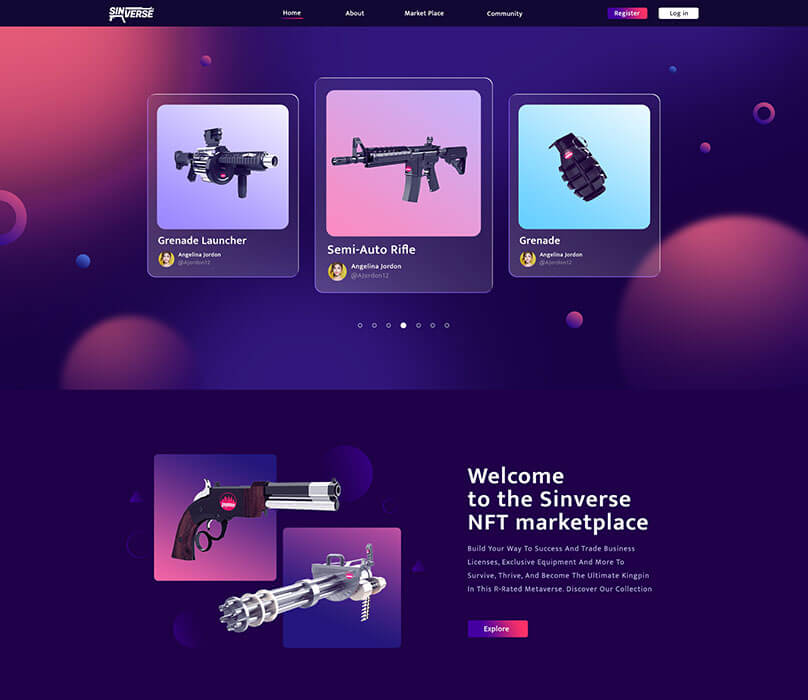 SINVERSE
Home About Market Place Community Register Log in
Grenade Launcher
Angelina Jordon
@AJordon12
Semi-Auto Rifle
Angelina Jordon
@AJordon12
Grenade
Angelina Jordon
@AJordon12
Welcome
to the Sinverse
NFT marketplace
Build Your Way To Success And Trade Business
Licenses, Exclusive Equipment And More To
Survive, Thrive, And Become The Ultimate Kingpin
In This R-Rated Metaverse. Discover Our Collection
Explore